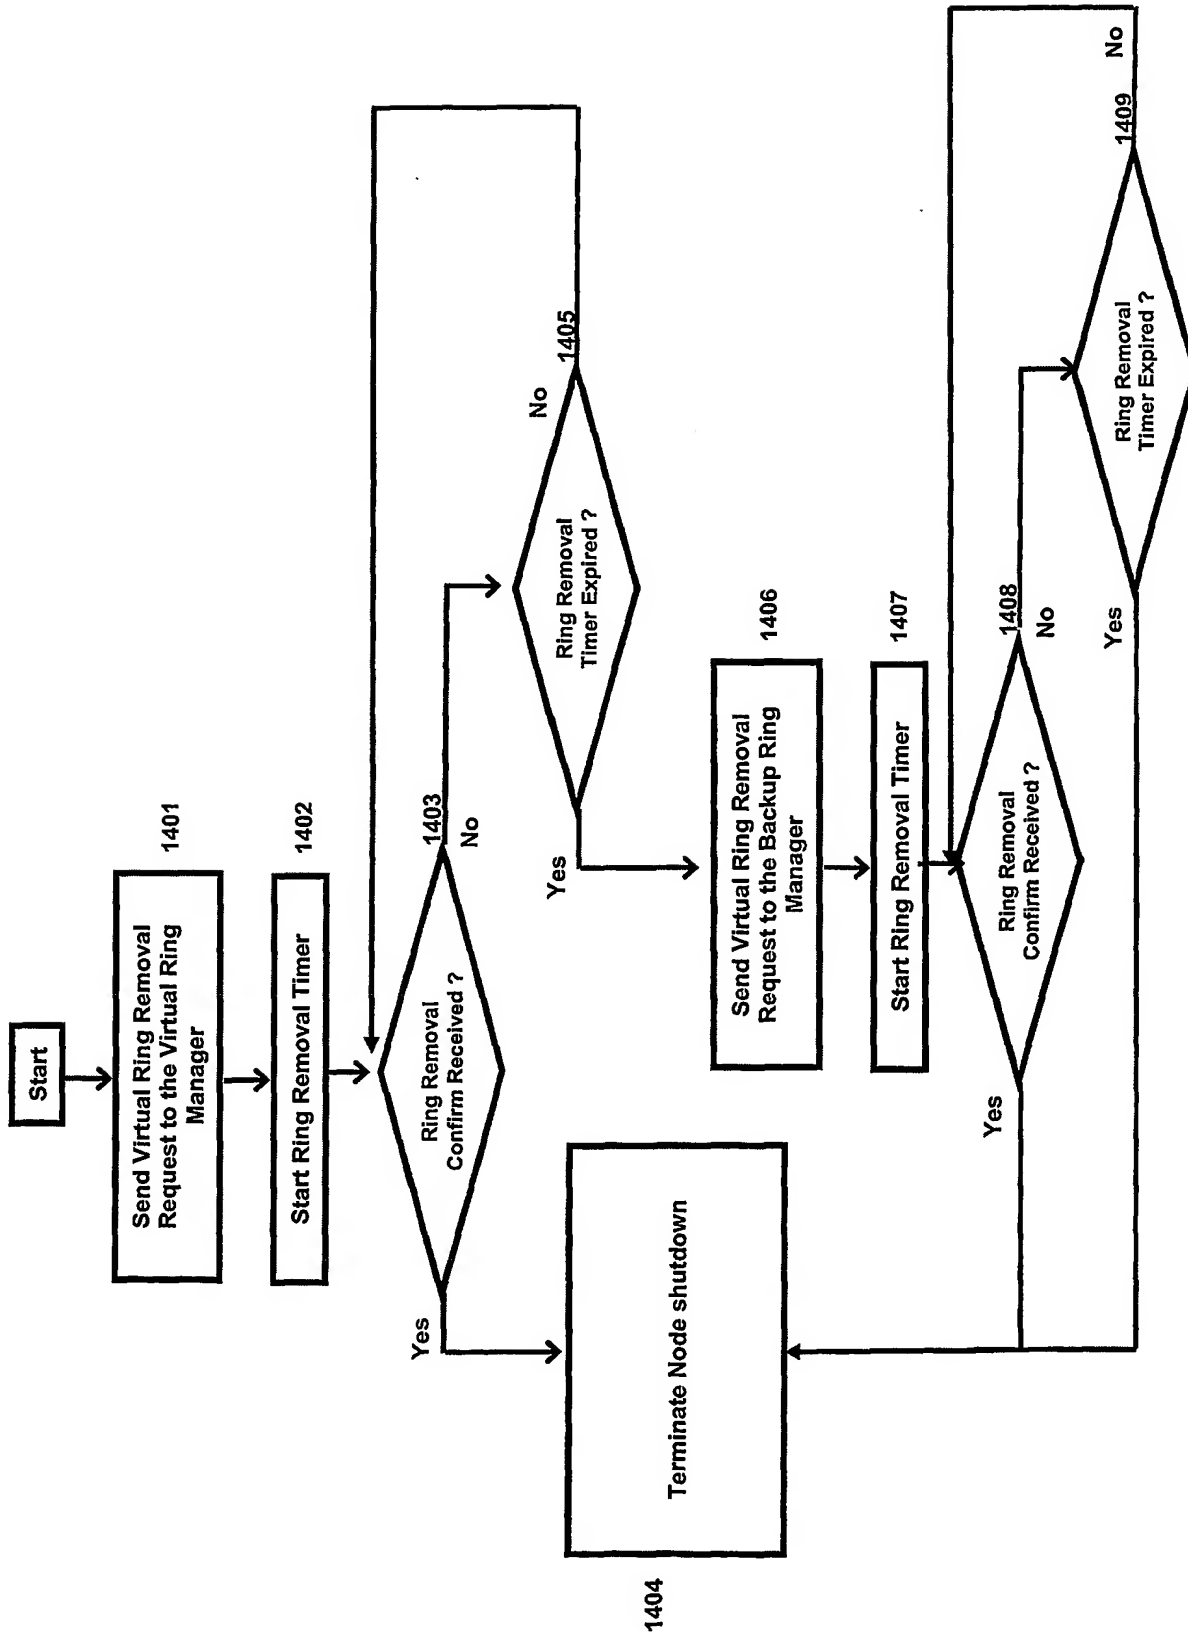 Start
Send Virtual Ring Removal
Request to the Virtual Ring
Manager
1401
Start Ring Removal Timer
1402
Ring Removal
Confirm Received ?
1403
Yes
No
Terminate Node shutdown
1404
Ring Removal
Timer Expired ?
1405
No
Yes
Send Virtual Ring Removal
Request to the Backup Ring
Manager
1406
Start Ring Removal Timer
1407
Ring Removal
Confirm Received ?
1408
Yes
No
Ring Removal
Timer Expired ?
1409
No
Yes